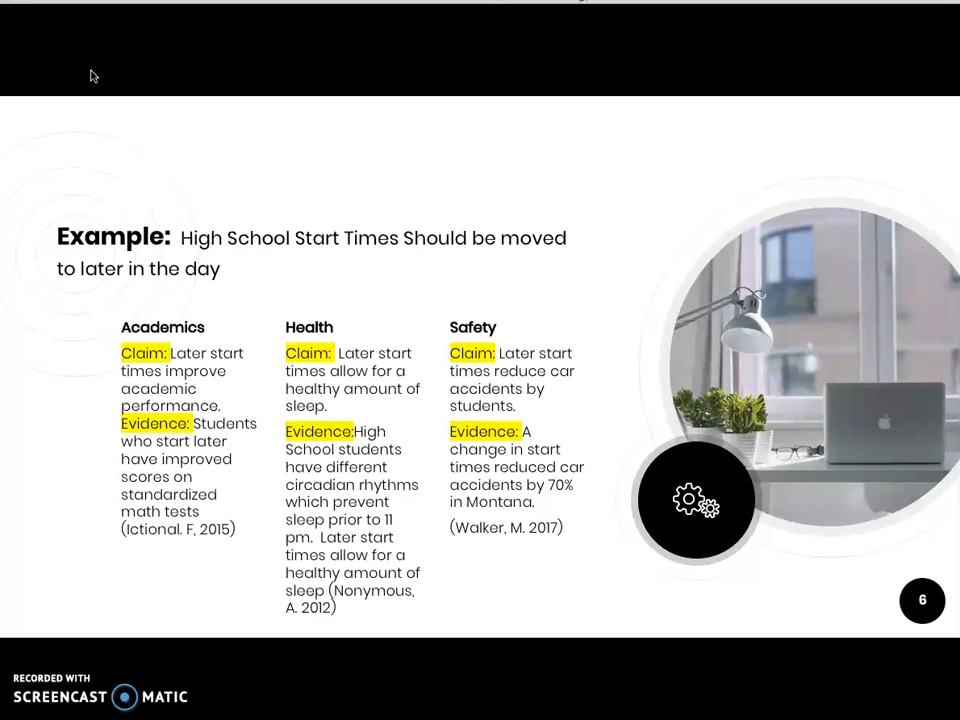 Example: High School Start Times Should be moved
to later in the day
Academics
Claim: Later start
times improve
academic
performance.
Evidence: Students
who start later
have improved
scores on
standardized
math tests
(Ictional. F, 2015)
Health
Claim: Later start
times allow for a
healthy amount of
sleep.
Evidence:High
School students
have different
circadian rhythms
which prevent
sleep prior to 11
pm. Later start
times allow for a
healthy amount of
sleep (Nonymous,
A. 2012)
Safety
Claim: Later start
times reduce car
accidents by
students.
Evidence: A
change in start
times reduced car
accidents by 70%
in Montana.
(Walker, M. 2017)
6
RECORDED WITH
SCREENCAST MATIC